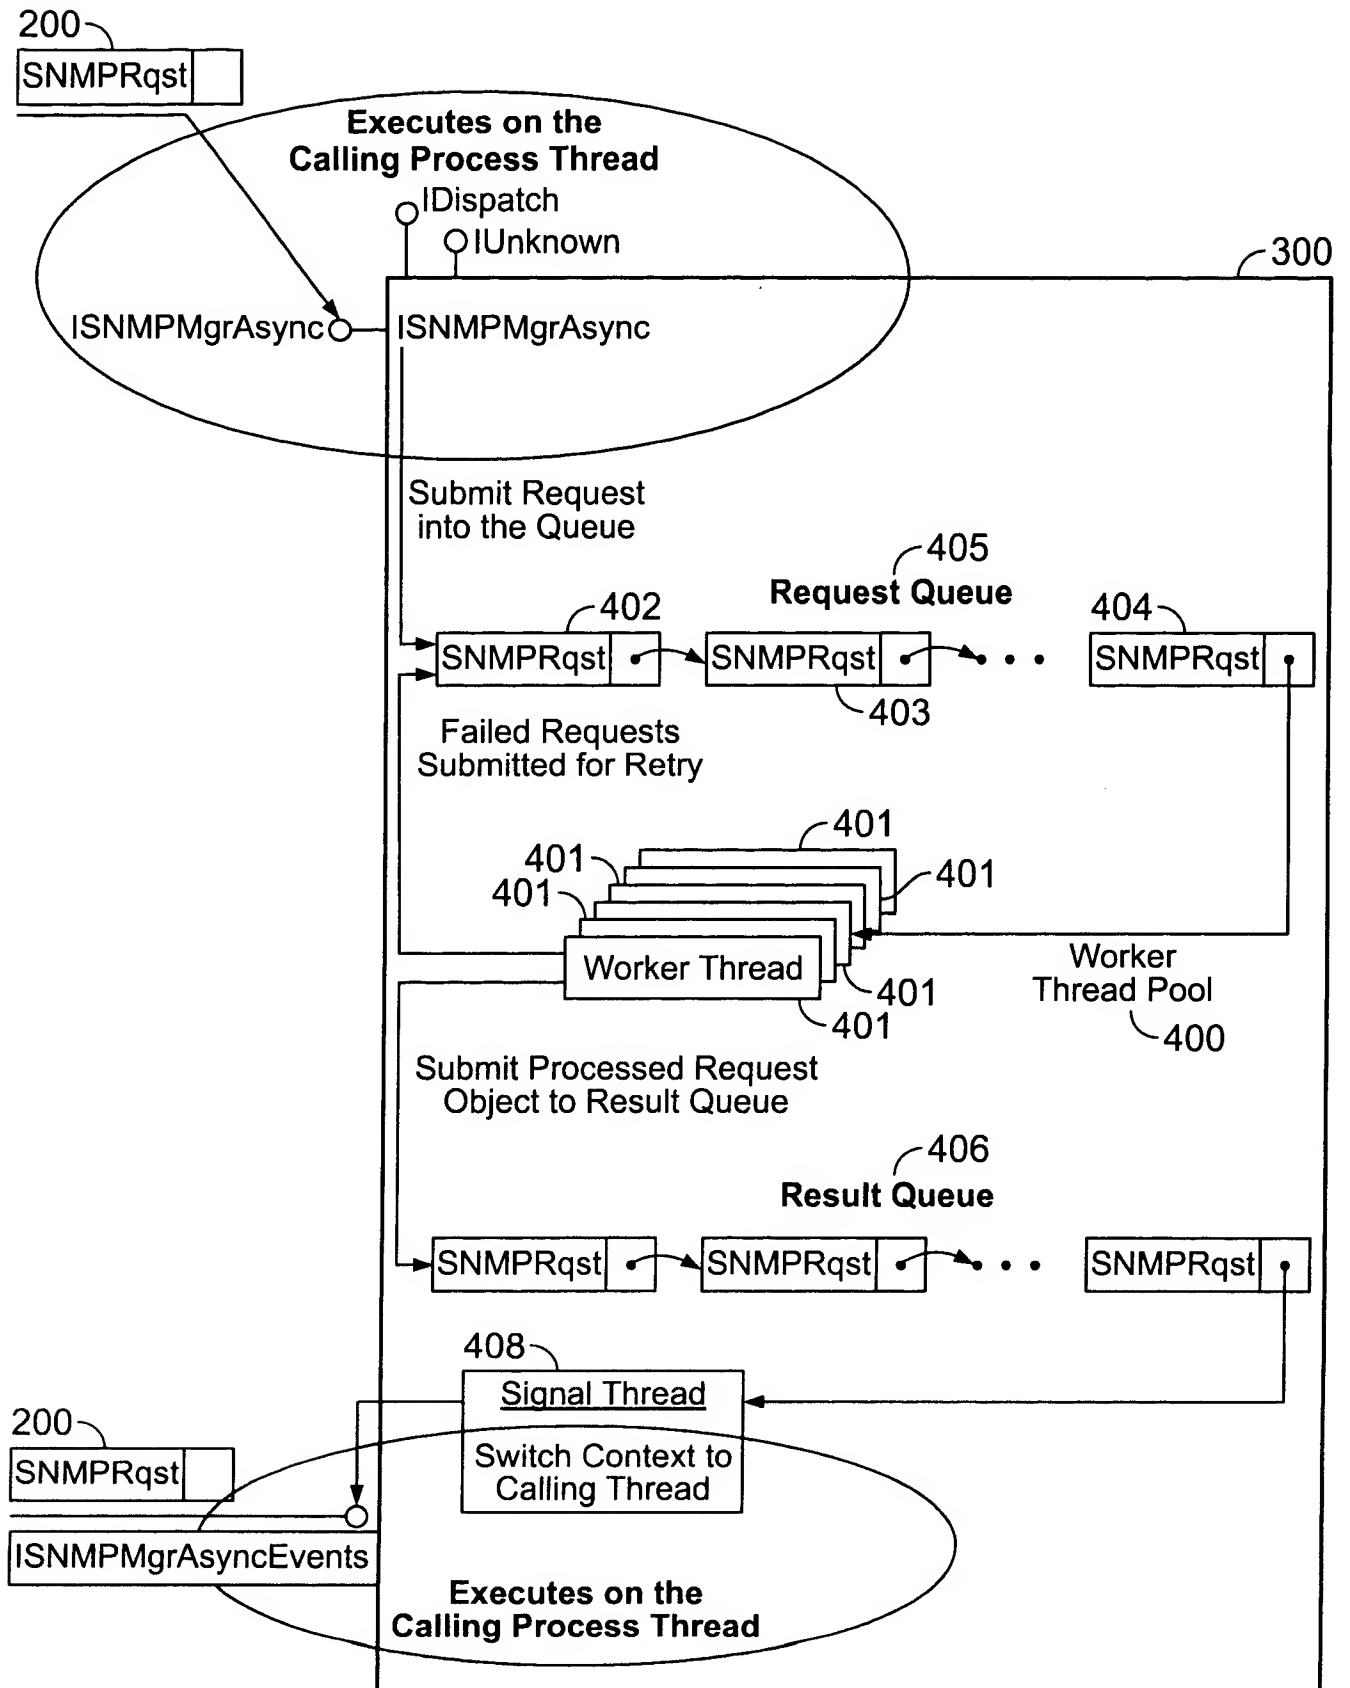 200
SNMPRqst
Executes on the
Calling Process Thread
IDispatch
IUnknown
300
ISNMPMgrAsync
ISNMPMgrAsync
Submit Request
into the Queue
405
Request Queue
402
404
SNMPRqst
SNMPRqst
SNMPRqst
403
Failed Requests
Submitted for Retry
401
401
401
401
Worker Thread
401
401
Worker
Thread Pool
400
Submit Processed Request
Object to Result Queue
406
Result Queue
SNMPRqst
SNMPRqst
SNMPRqst
408
Signal Thread
Switch Context to
Calling Thread
200
SNMPRqst
ISNMPMgrAsyncEvents
Executes on the
Calling Process Thread